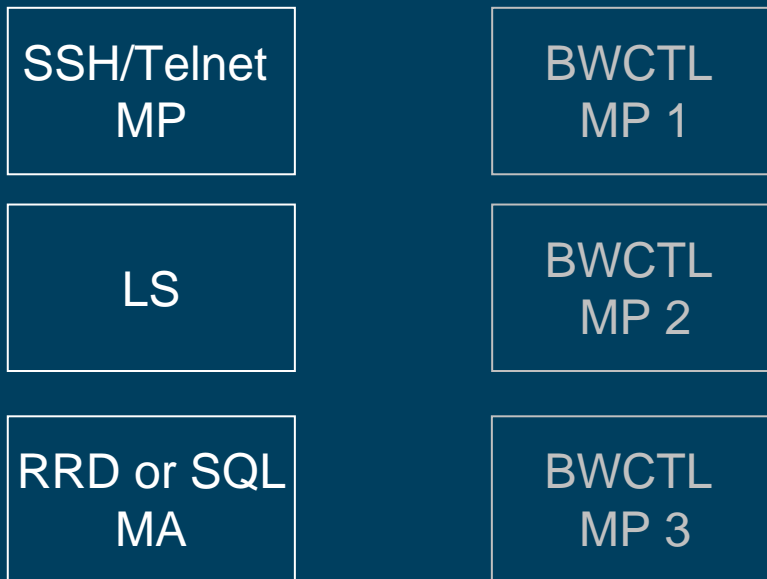 SSH/Telnet
MP
BWCTL
MP 1
LS
BWCTL
MP 2
RRD or SQL
MA
BWCTL
MP 3